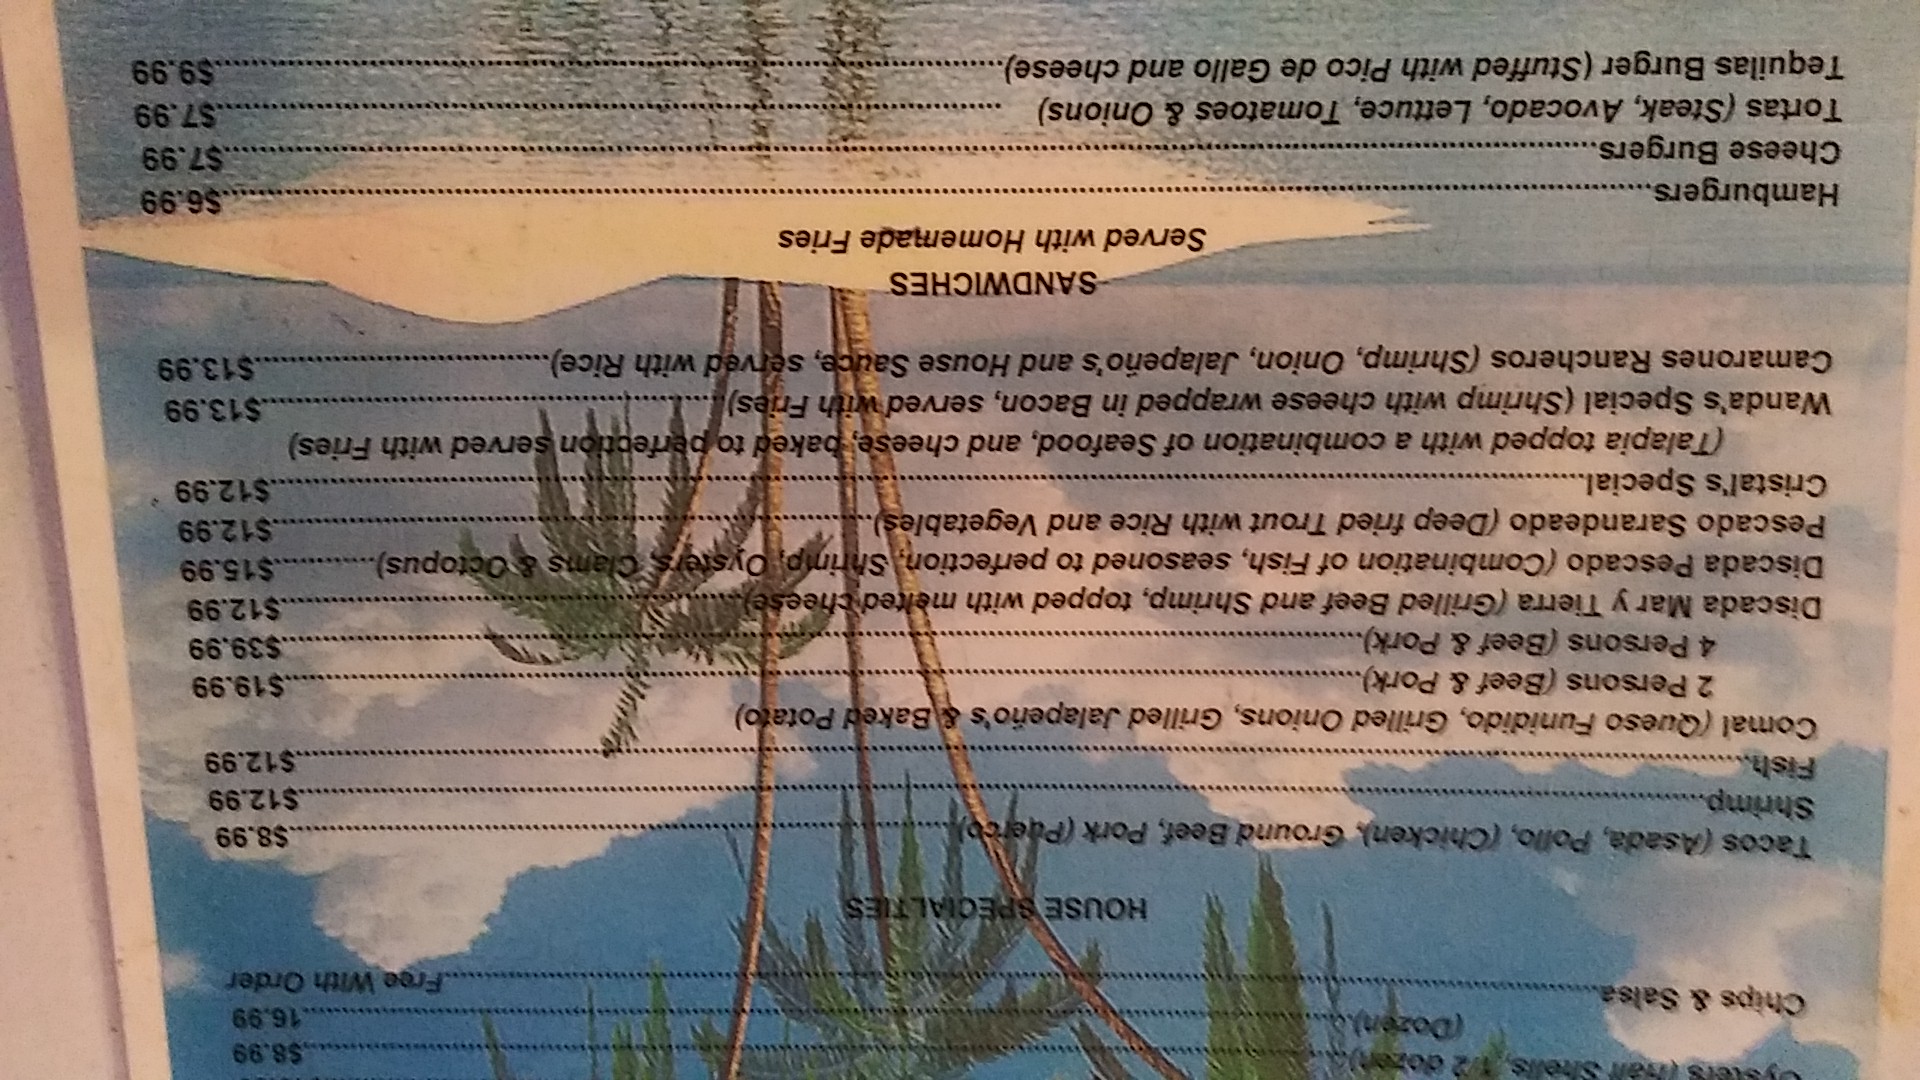 Oysters (Half Shells, 1/2 dozen)..........$8.99
(Dozen)..........16.99
Chips & Salsa..........Free With Order
HOUSE SPECIALTIES
Tacos (Asada, Pollo, (Chicken), Ground Beef, Pork (Puerco)..........$8.99
Shrimp..........$12.99
Fish..........$12.99
Comal (Queso Funidido, Grilled Onions, Grilled Jalapeño's & Baked Potato)
2 Persons (Beef & Pork)..........$19.99
4 Persons (Beef & Pork)..........$39.99
Discada Mar y Tierra (Grilled Beef and Shrimp, topped with melted cheese)..........$12.99
Discada Pescado (Combination of Fish, seasoned to perfection, Shrimp, Oysters, Clams & Octopus)..........$15.99
Pescado Sarandeado (Deep fried Trout with Rice and Vegetables)..........$12.99
Cristal's Special..........$12.99
(Talapia topped with a combination of Seafood, and cheese, baked to perfection served with Fries)
Wanda's Special (Shrimp with cheese wrapped in Bacon, served with Fries)..........$13.99
Camarones Rancheros (Shrimp, Onion, Jalapeño's and House Sauce, served with Rice)..........$13.99
SANDWICHES
Served with Homemade Fries
Hamburgers..........$6.99
Cheese Burgers..........$7.99
Tortas (Steak, Avocado, Lettuce, Tomatoes & Onions) ..........$7.99
Tequilas Burger (Stuffed with Pico de Gallo and cheese)..........$9.99